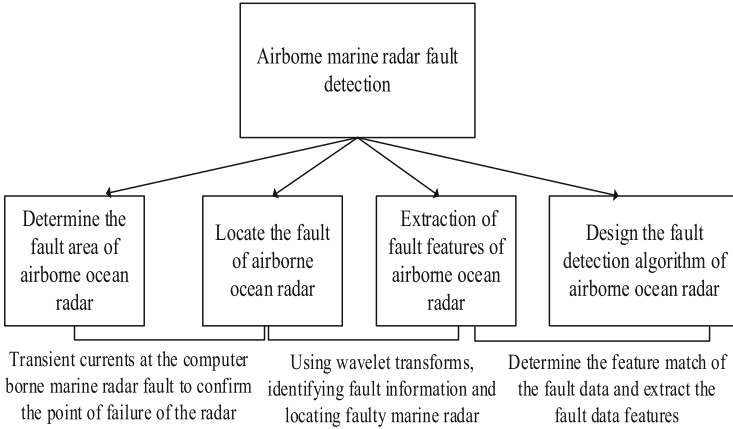 Airborne marine radar fault
detection
Determine the
fault area of
airborne ocean
radar
Locate the fault
of airborne
ocean radar
Extraction of
fault features of
airborne ocean
radar
Design the fault
detection algorithm of
airborne ocean radar
Transient currents at the computer
borne marine radar fault to confirm
the point of failure of the radar
Using wavelet transforms,
identifying fault information and
locating faulty marine radar
Determine the feature match of
the fault data and extract the
fault data features